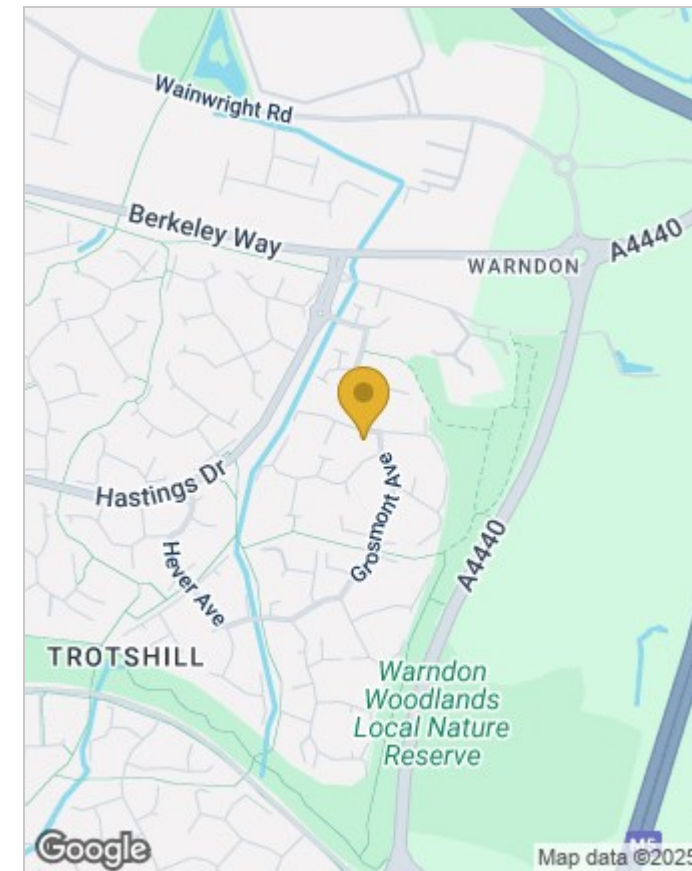 Wainwright Rd
Berkeley Way
A4440
WARNDON
Hastings Dr
Grosmont Ave
A4440
Hever Ave
TROTSHILL
Warndon
Woodlands
Local Nature
Reserve
M5
Google
Map data ©2025